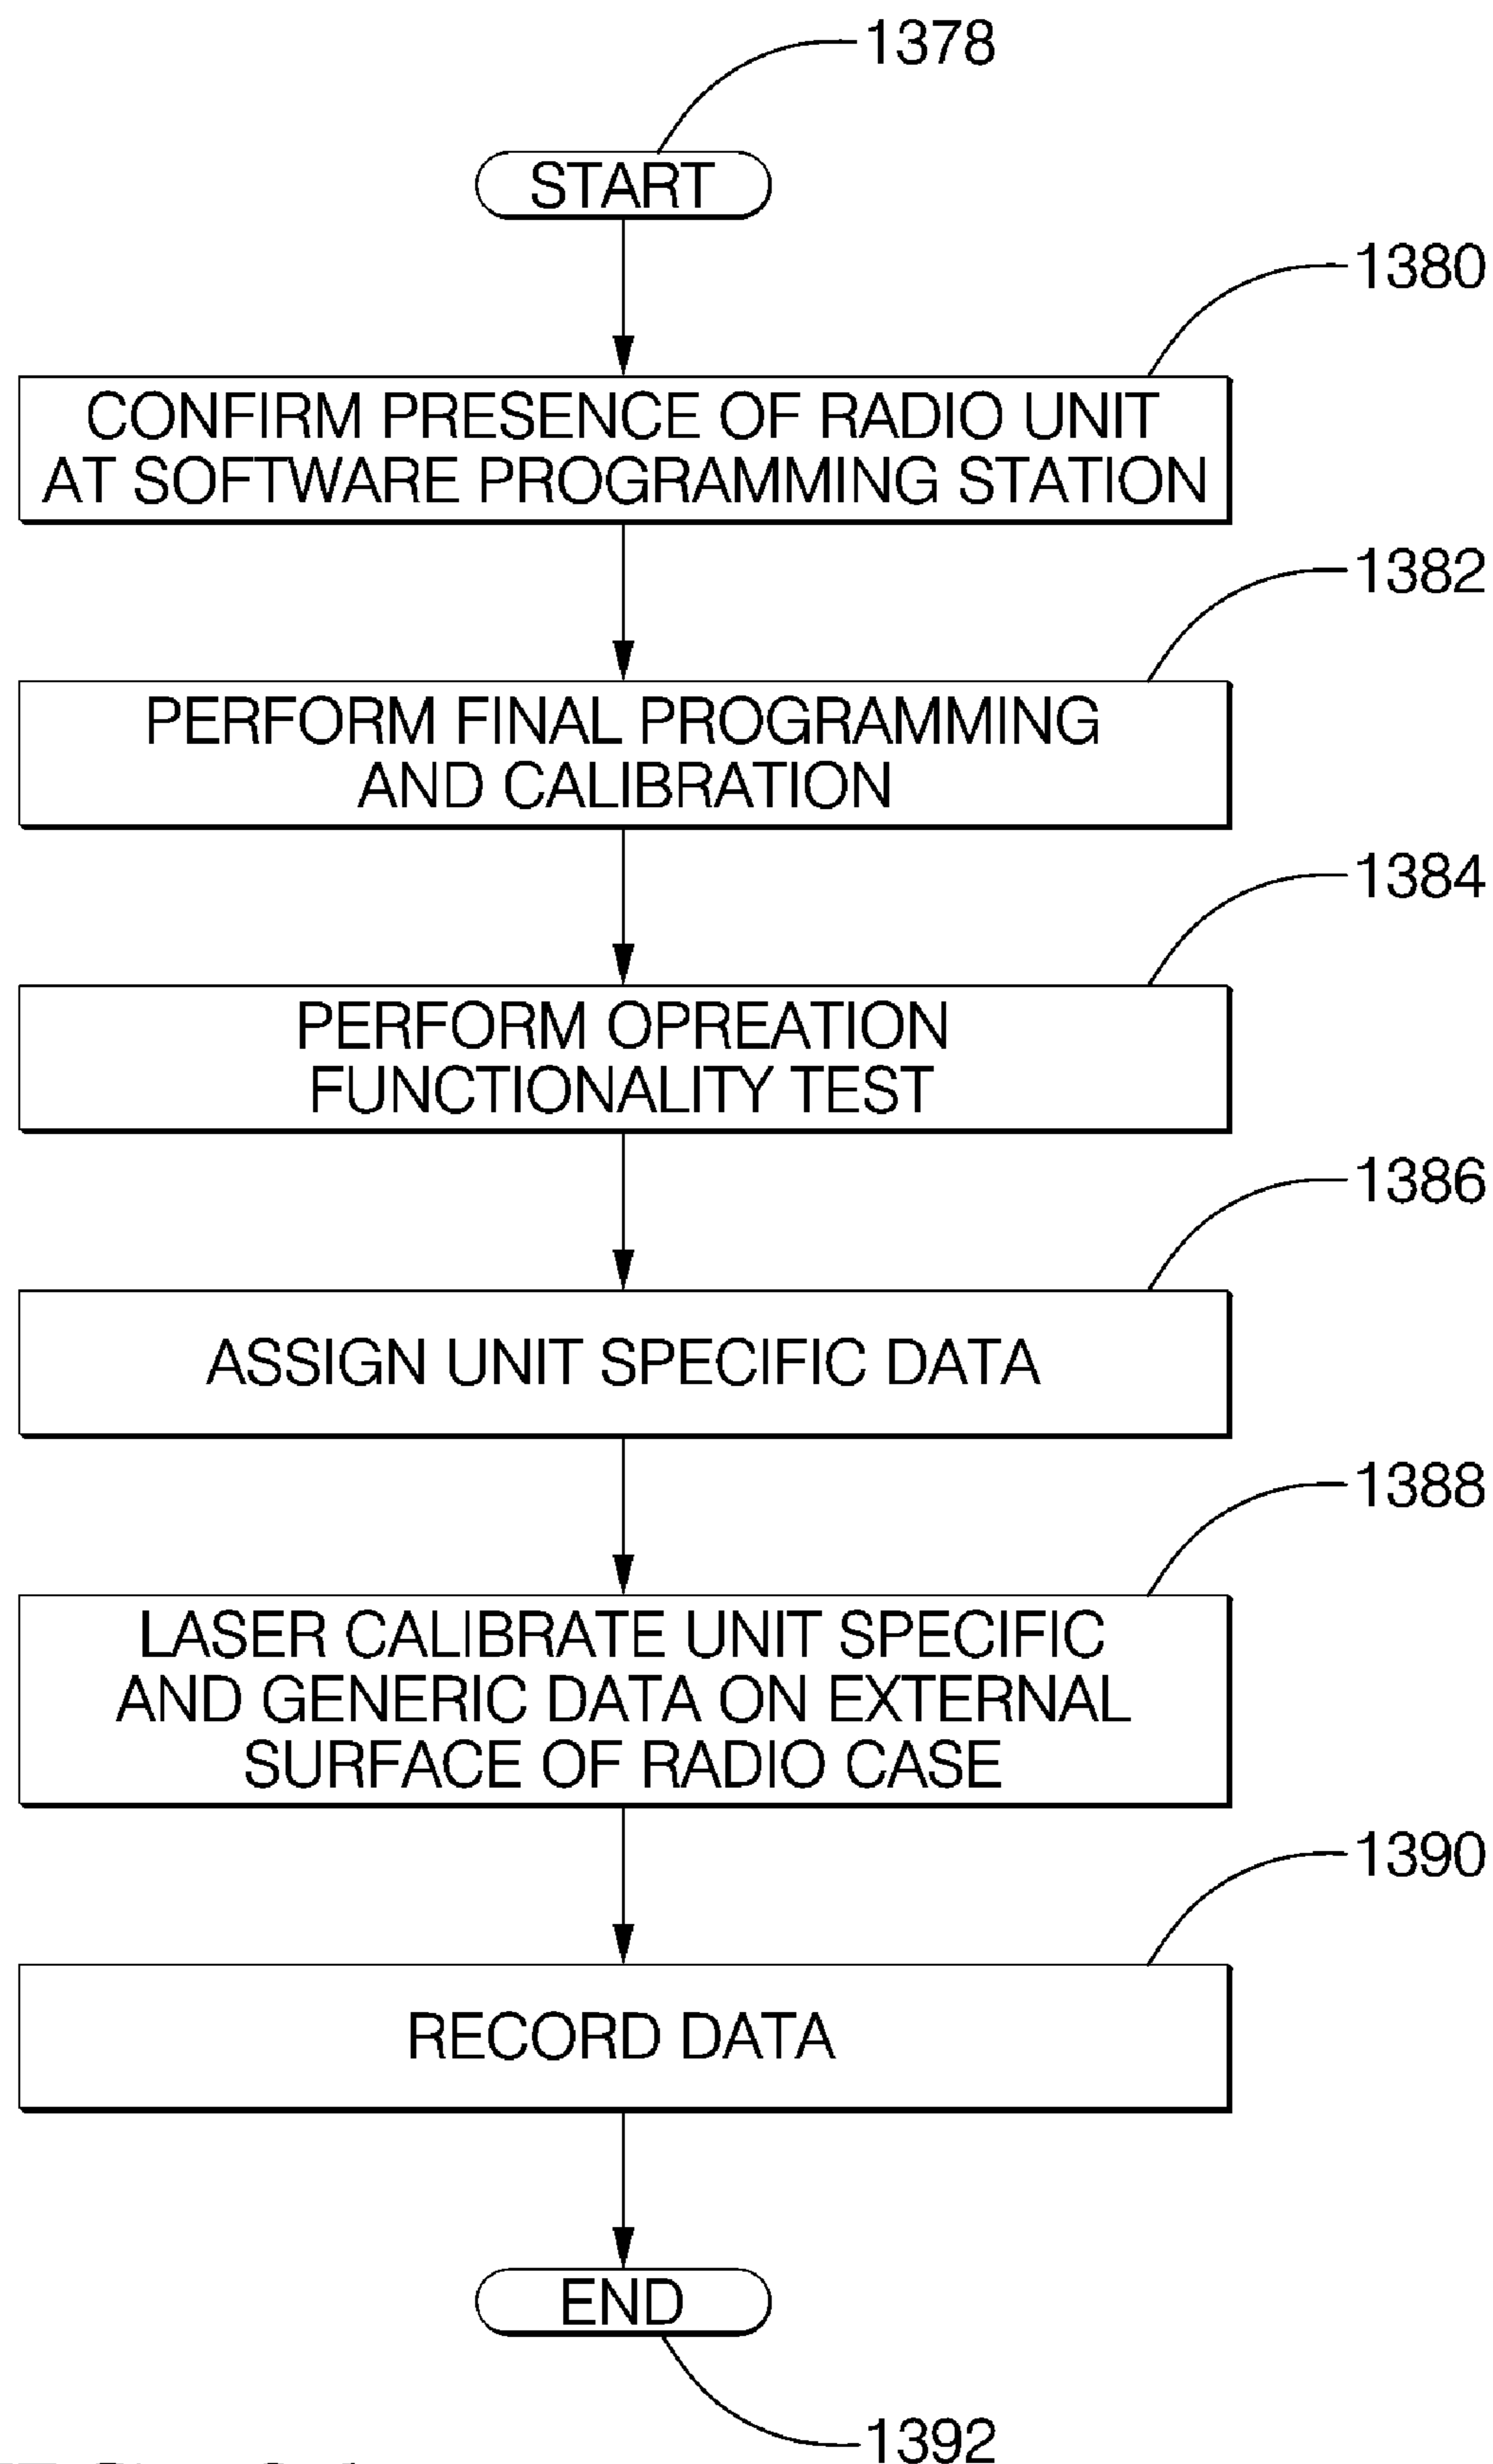 1378
START
1380
CONFIRM PRESENCE OF RADIO UNIT
AT SOFTWARE PROGRAMMING STATION
1382
PERFORM FINAL PROGRAMMING
AND CALIBRATION
1384
PERFORM OPREATION
FUNCTIONALITY TEST
1386
ASSIGN UNIT SPECIFIC DATA
1388
LASER CALIBRATE UNIT SPECIFIC
AND GENERIC DATA ON EXTERNAL
SURFACE OF RADIO CASE
1390
RECORD DATA
END
1392